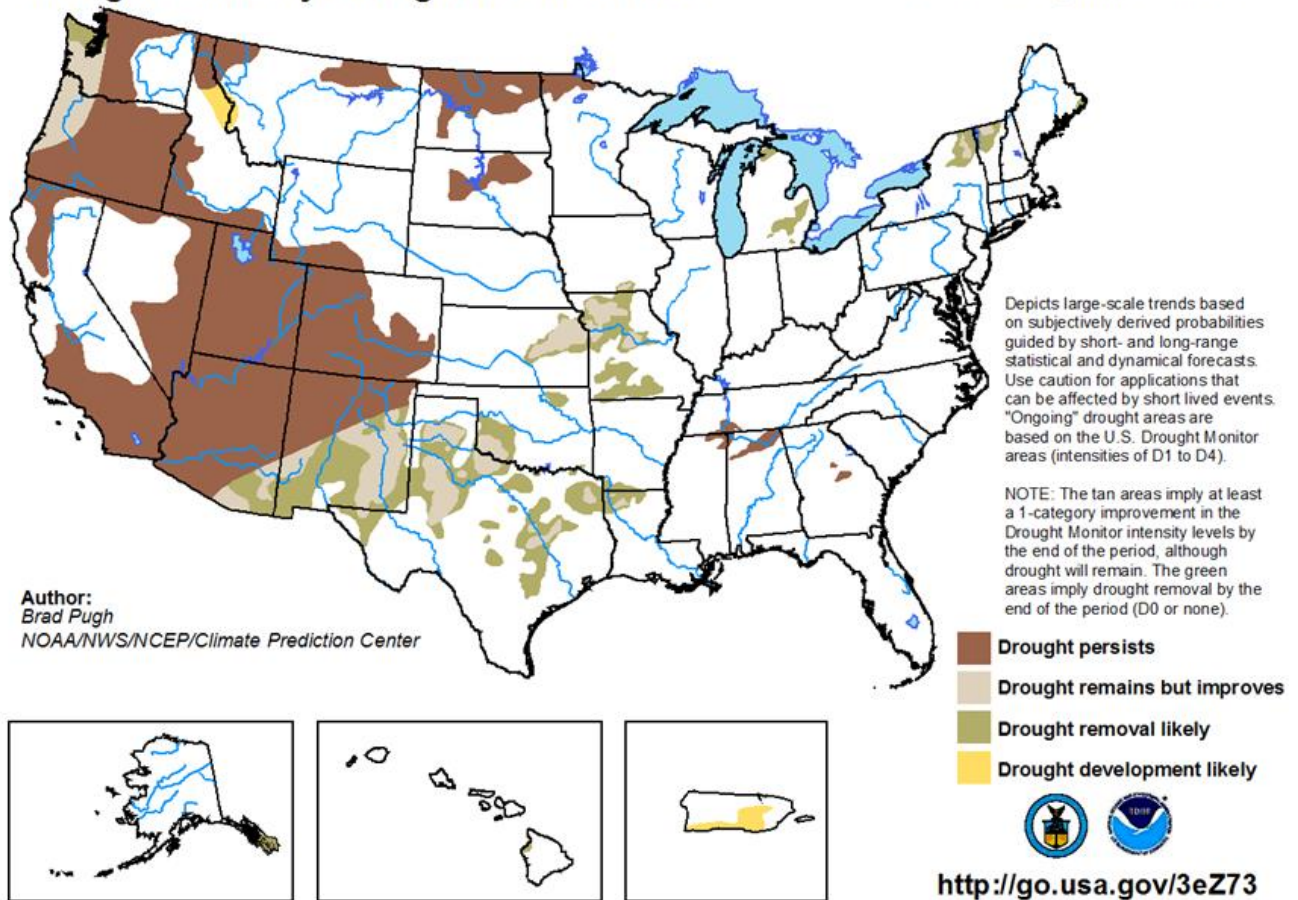 Depicts large-scale trends based
on subjectively derived probabilities
guided by short- and long-range
statistical and dynamical forecasts.
Use caution for applications that
can be affected by short lived events.
"Ongoing" drought areas are
based on the U.S. Drought Monitor
areas (intensities of D1 to D4).
NOTE: The tan areas imply at least
a 1-category improvement in the
Drought Monitor intensity levels by
the end of the period, although
drought will remain. The green
areas imply drought removal by the
end of the period (D0 or none).
Author:
Brad Pugh
NOAA/NWS/NCEP/Climate Prediction Center
Drought persists
Drought remains but improves
Drought removal likely
Drought development likely
http://go.usa.gov/3eZ73